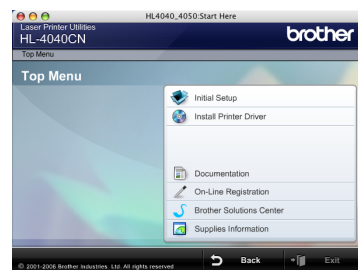 HL4040_4050:Start Here
Laser Printer Utilities
HL-4040CN
brother
Top Menu
Top Menu
Initial Setup
Install Printer Driver
Documentation
On-Line Registration
Brother Solutions Center
Supplies Information
© 2001-2006 Brother Industries Ltd. All rights reserved
Back
Exit